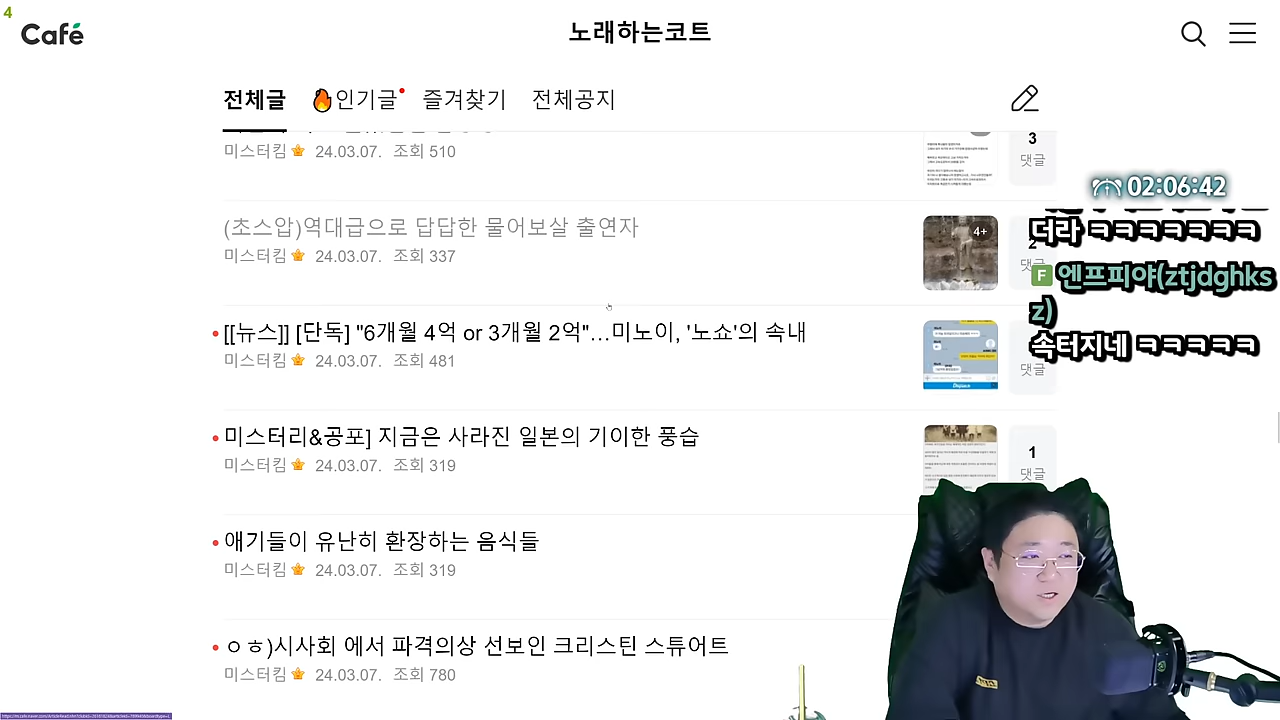 4
Café
노래하는코트
전체글
🔥인기글
즐겨찾기
전체공지
미스터킴 24.03.07. 조회 510
3
댓글
02:06:42
(초스압)역대급으로 답답한 물어보살 출연자
미스터킴 24.03.07. 조회 337
4+
2
더라 ㅋㅋㅋㅋㅋㅋㅋ
F 엔프피야(ztjdghks
z)
속터지네 ㅋㅋㅋㅋㅋ
[[뉴스]] [단독] "6개월 4억 or 3개월 2억"…미노이, '노쇼'의 속내
미스터킴 24.03.07. 조회 481
댓글
미스터리&공포] 지금은 사라진 일본의 기이한 풍습
미스터킴 24.03.07. 조회 319
1
댓글
애기들이 유난히 환장하는 음식들
미스터킴 24.03.07. 조회 319
ㅇㅎ)시사회 에서 파격의상 선보인 크리스틴 스튜어트
미스터킴 24.03.07. 조회 780